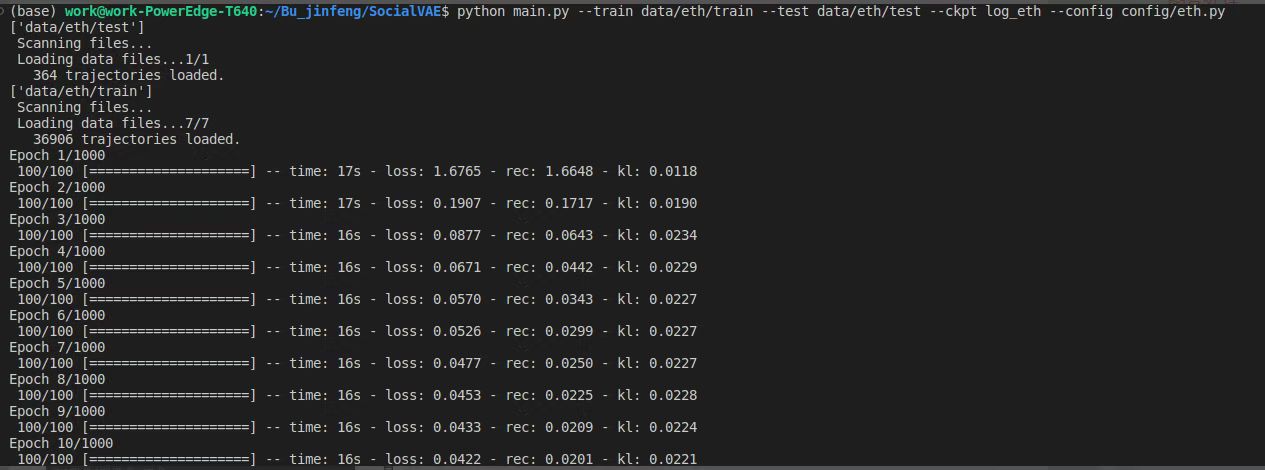 (base) work@work-PowerEdge-T640:~/Bu_jinfeng/SocialVAE$ python main.py --train data/eth/train --test data/eth/test --ckpt log_eth --config config/eth.py
['data/eth/test']
 Scanning files...
 Loading data files...1/1
   364 trajectories loaded.
['data/eth/train']
 Scanning files...
 Loading data files...7/7
   36906 trajectories loaded.
Epoch 1/1000
 100/100 [====================] -- time: 17s - loss: 1.6765 - rec: 1.6648 - kl: 0.0118
Epoch 2/1000
 100/100 [====================] -- time: 17s - loss: 0.1907 - rec: 0.1717 - kl: 0.0190
Epoch 3/1000
 100/100 [====================] -- time: 16s - loss: 0.0877 - rec: 0.0643 - kl: 0.0234
Epoch 4/1000
 100/100 [====================] -- time: 16s - loss: 0.0671 - rec: 0.0442 - kl: 0.0229
Epoch 5/1000
 100/100 [====================] -- time: 16s - loss: 0.0570 - rec: 0.0343 - kl: 0.0227
Epoch 6/1000
 100/100 [====================] -- time: 16s - loss: 0.0526 - rec: 0.0299 - kl: 0.0227
Epoch 7/1000
 100/100 [====================] -- time: 16s - loss: 0.0477 - rec: 0.0250 - kl: 0.0227
Epoch 8/1000
 100/100 [====================] -- time: 16s - loss: 0.0453 - rec: 0.0225 - kl: 0.0228
Epoch 9/1000
 100/100 [====================] -- time: 16s - loss: 0.0433 - rec: 0.0209 - kl: 0.0224
Epoch 10/1000
 100/100 [====================] -- time: 16s - loss: 0.0422 - rec: 0.0201 - kl: 0.0221